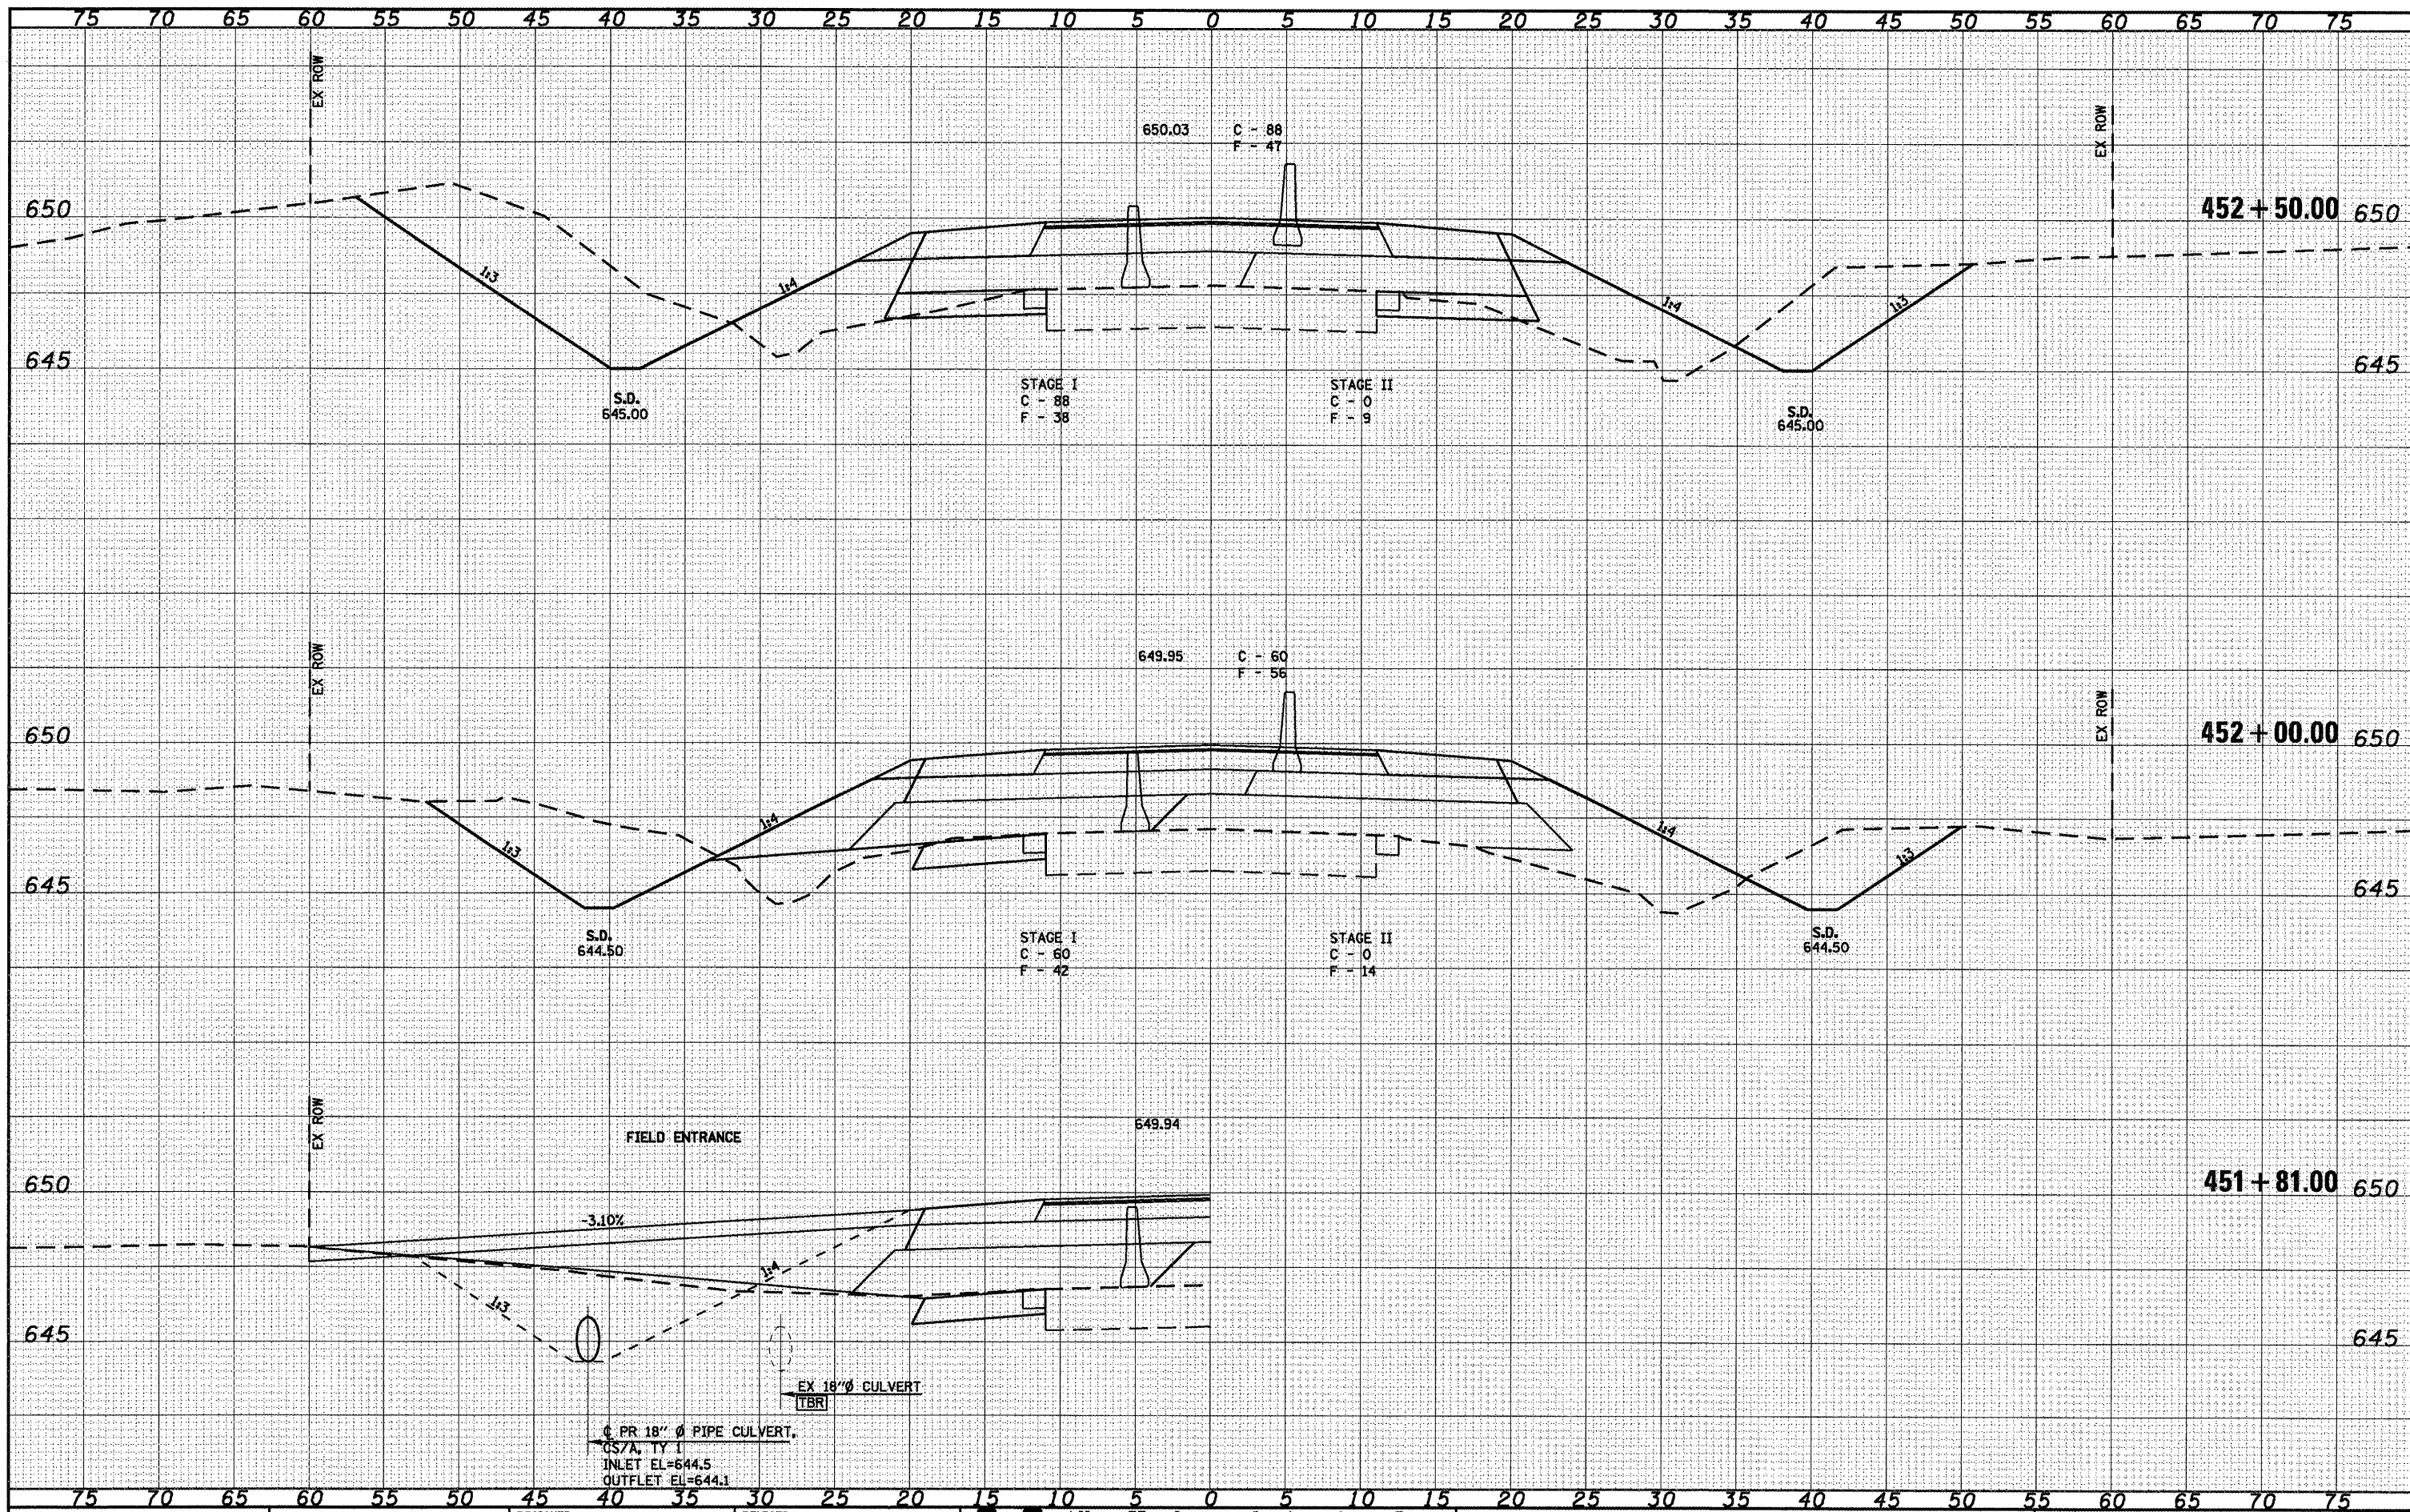 75 70 65 60 55 50 45 40 35 30 25 20 15 10 5 0 5 10 15 20 25 30 35 40 45 50 55 60 65 70 75
EX ROW
EX ROW
650.03 C - 88
F - 47
650
452 + 50.00 650
1:3
1:4
1:4
1:3
645
645
STAGE I
C - 88
F - 38
STAGE II
C - 0
F - 9
S.D.
645.00
S.D.
645.00
EX ROW
EX ROW
649.95 C - 60
F - 56
650
452 + 00.00 650
1:3
1:4
1:4
1:3
645
645
S.D.
644.50
STAGE I
C - 60
F - 42
STAGE II
C - 0
F - 14
S.D.
644.50
EX ROW
FIELD ENTRANCE
649.94
650
451 + 81.00 650
-3.10%
1:4
1:3
645
645
EX 18"Ø CULVERT
TBR
℄ PR 18" Ø PIPE CULVERT,
CS/A, TY 1
INLET EL=644.5
OUTFLET EL=644.1
75 70 65 60 55 50 45 40 35 30 25 20 15 10 5 0 5 10 15 20 25 30 35 40 45 50 55 60 65 70 75